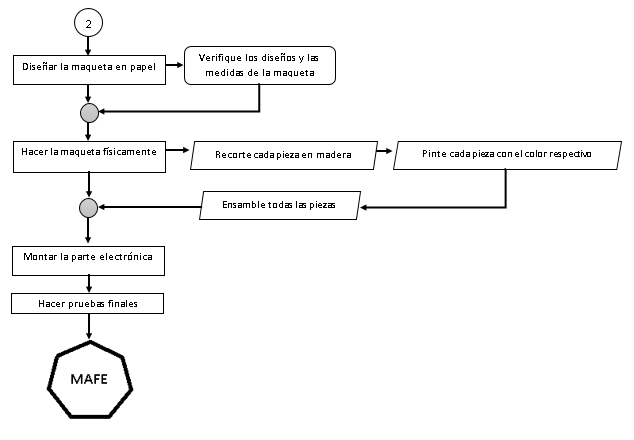 2
Diseñar la maqueta en papel
Verifique los diseños y las
medidas de la maqueta
Hacer la maqueta físicamente
Recorte cada pieza en madera
Pinte cada pieza con el color respectivo
Ensamble todas las piezas
Montar la parte electrónica
Hacer pruebas finales
MAFE